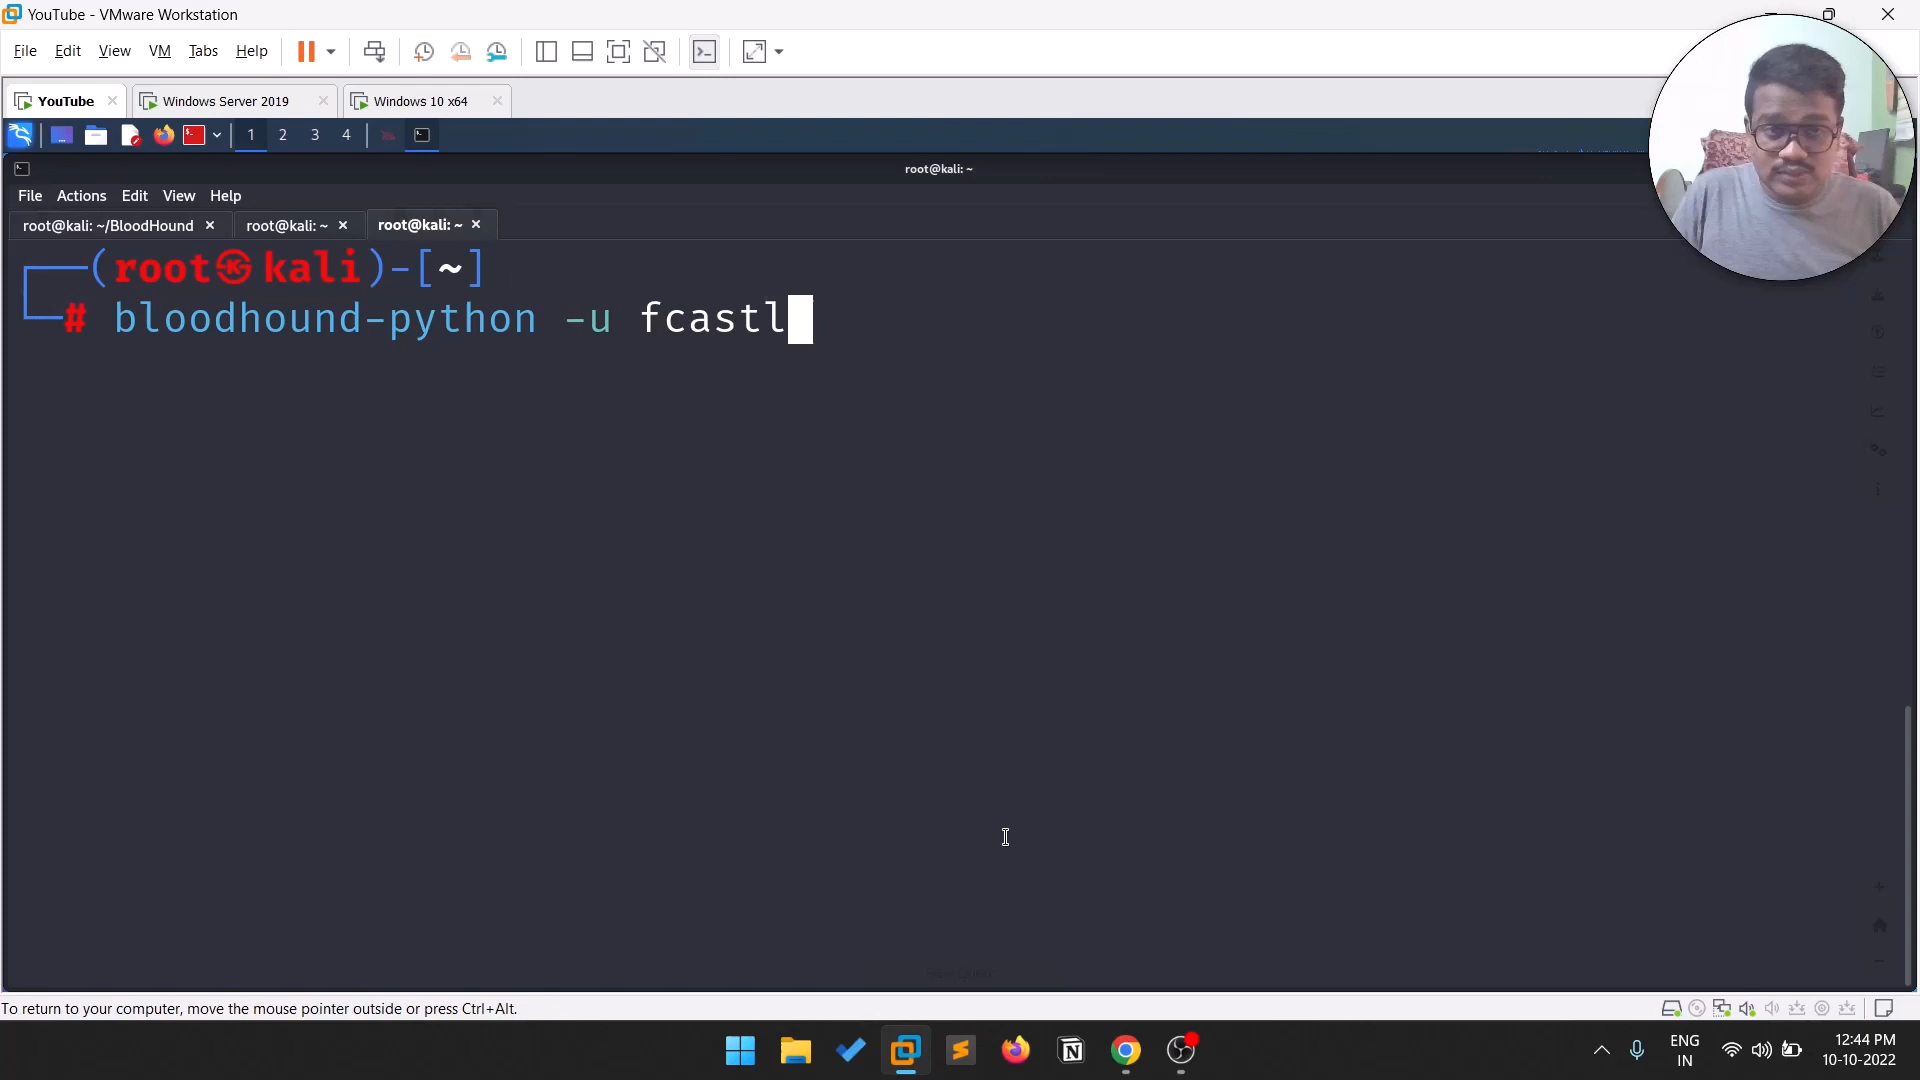 YouTube - VMware Workstation
File Edit View VM Tabs Help
YouTube Windows Server 2019 Windows 10 x64
1 2 3 4
root@kali: ~
File Actions Edit View Help
root@kali: ~/BloodHound root@kali: ~ root@kali: ~
(root㉿kali)-[~]
# bloodhound-python -u fcastl
To return to your computer, move the mouse pointer outside or press Ctrl+Alt.
ENG 12:44 PM
IN 10-10-2022